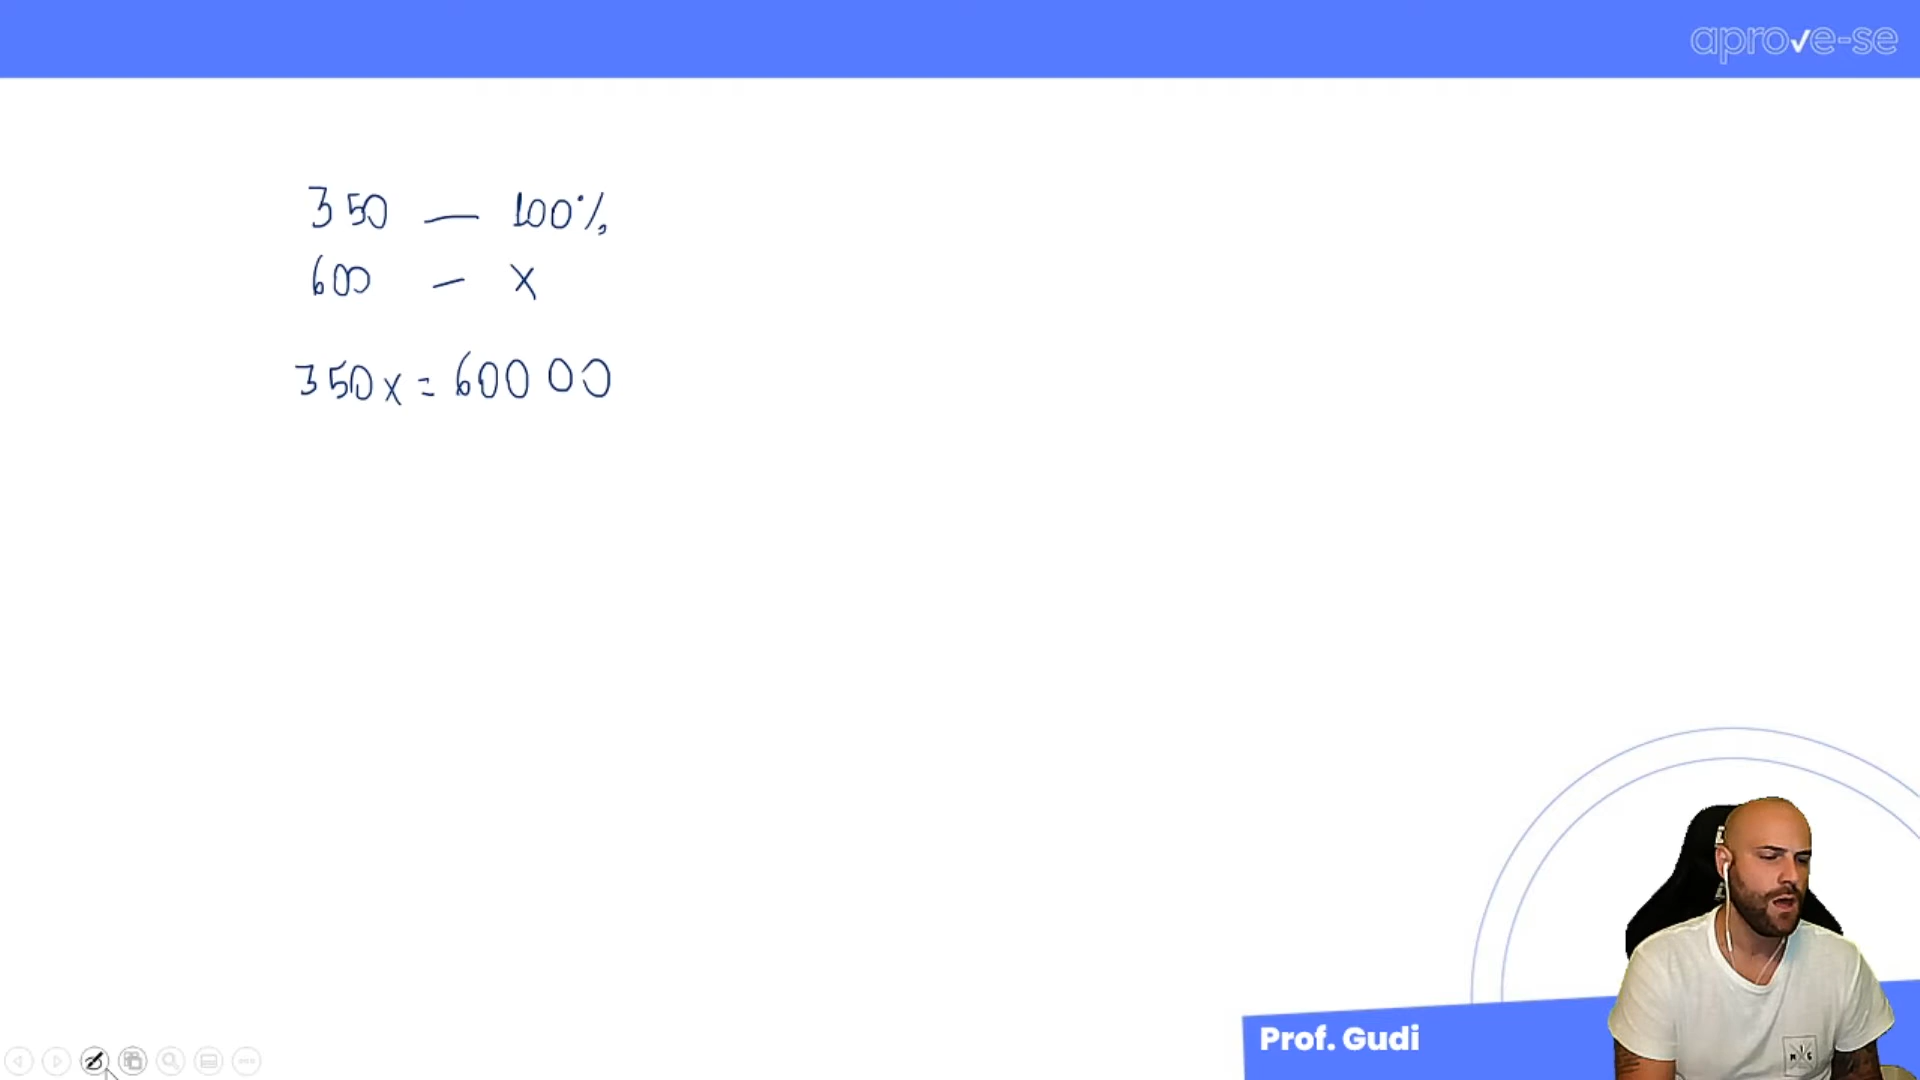 aprove-se
350 — 100%
600 — x
350x = 60000
Prof. Gudi